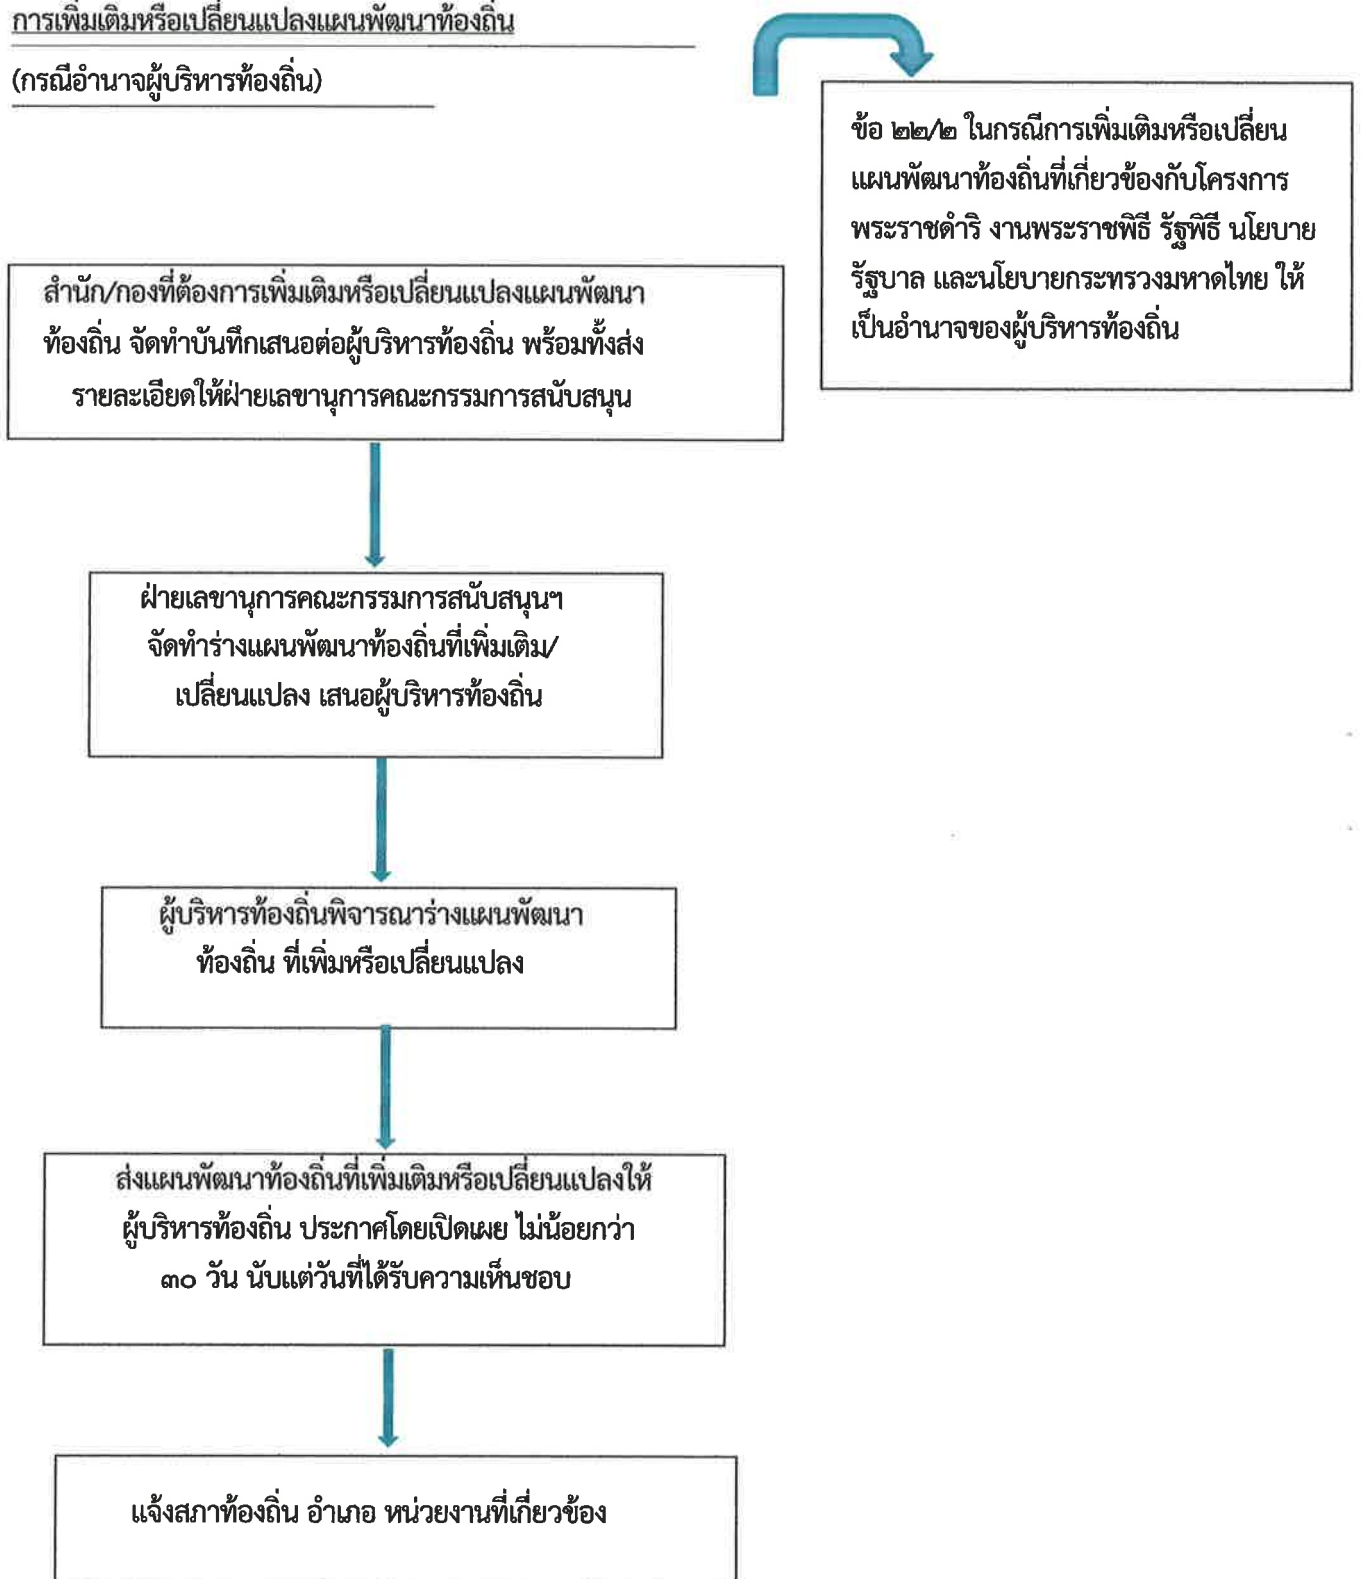 การเพิ่มเติมหรือเปลี่ยนแปลงแผนพัฒนาท้องถิ่น
(กรณีอำนาจผู้บริหารท้องถิ่น)
ข้อ ๒๒/๒ ในกรณีการเพิ่มเติมหรือเปลี่ยน
แผนพัฒนาท้องถิ่นที่เกี่ยวข้องกับโครงการ
พระราชดำริ งานพระราชพิธี รัฐพิธี นโยบาย
รัฐบาล และนโยบายกระทรวงมหาดไทย ให้
เป็นอำนาจของผู้บริหารท้องถิ่น
สำนัก/กองที่ต้องการเพิ่มเติมหรือเปลี่ยนแปลงแผนพัฒนา
ท้องถิ่น จัดทำบันทึกเสนอต่อผู้บริหารท้องถิ่น พร้อมทั้งส่ง
รายละเอียดให้ฝ่ายเลขานุการคณะกรรมการสนับสนุน
ฝ่ายเลขานุการคณะกรรมการสนับสนุนฯ
จัดทำร่างแผนพัฒนาท้องถิ่นที่เพิ่มเติม/
เปลี่ยนแปลง เสนอผู้บริหารท้องถิ่น
ผู้บริหารท้องถิ่นพิจารณาร่างแผนพัฒนา
ท้องถิ่น ที่เพิ่มหรือเปลี่ยนแปลง
ส่งแผนพัฒนาท้องถิ่นที่เพิ่มเติมหรือเปลี่ยนแปลงให้
ผู้บริหารท้องถิ่น ประกาศโดยเปิดเผย ไม่น้อยกว่า
๓๐ วัน นับแต่วันที่ได้รับความเห็นชอบ
แจ้งสภาท้องถิ่น อำเภอ หน่วยงานที่เกี่ยวข้อง